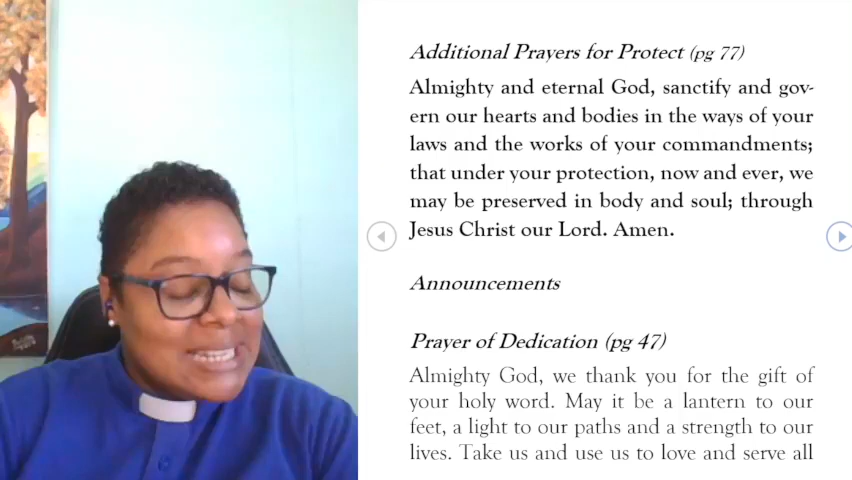 Additional Prayers for Protect (pg 77)
Almighty and eternal God, sanctify and gov-
ern our hearts and bodies in the ways of your
laws and the works of your commandments;
that under your protection, now and ever, we
may be preserved in body and soul; through
Jesus Christ our Lord. Amen.
Announcements
Prayer of Dedication (pg 47)
Almighty God, we thank you for the gift of
your holy word. May it be a lantern to our
feet, a light to our paths and a strength to our
lives. Take us and use us to love and serve all